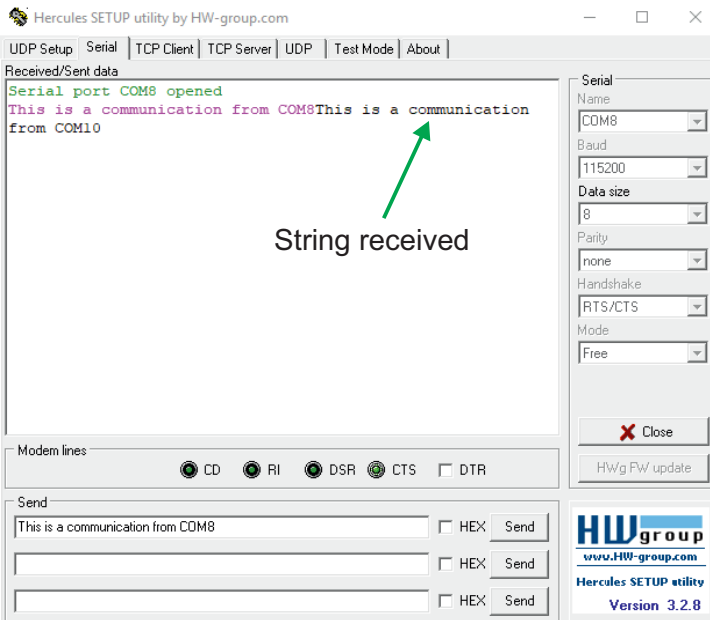 Hercules SETUP utility by HW-group.com
UDP Setup Serial TCP Client TCP Server UDP Test Mode About
Received/Sent data
Serial port COM8 opened
This is a communication from COM8This is a communication
from COM10
String received
Serial
Name
COM8
Baud
115200
Data size
8
Parity
none
Handshake
RTS/CTS
Mode
Free
Close
HWg FW update
Modem lines
CD RI DSR CTS DTR
Send
This is a communication from COM8 HEX Send
HEX Send
HEX Send
HW group
www.HW-group.com
Hercules SETUP utility
Version 3.2.8